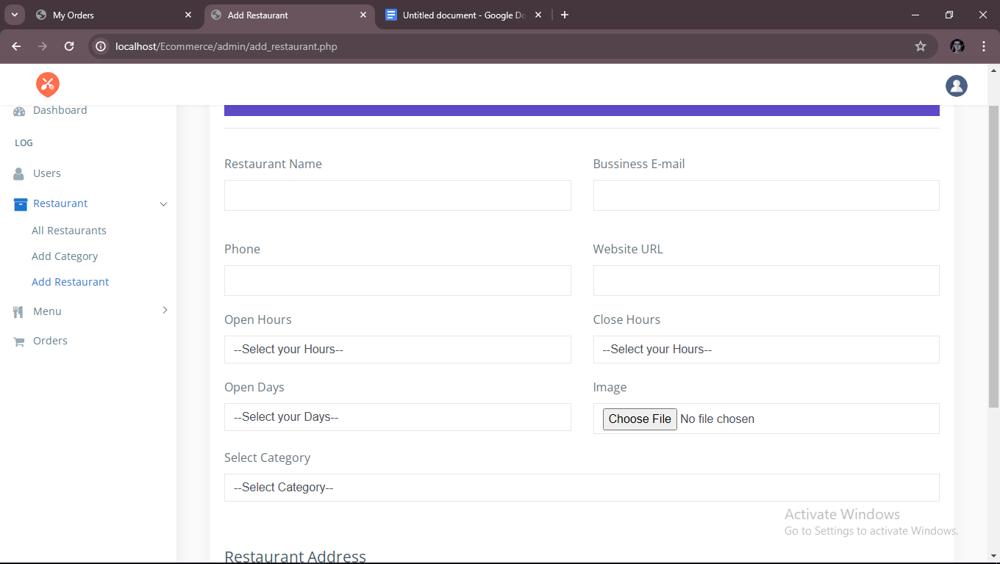 My Orders
Add Restaurant
Untitled document - Google Do
localhost/Ecommerce/admin/add_restaurant.php
Dashboard
LOG
Users
Restaurant
All Restaurants
Add Category
Add Restaurant
Menu
Orders
Restaurant Name
Bussiness E-mail
Phone
Website URL
Open Hours
Close Hours
--Select your Hours--
--Select your Hours--
Open Days
Image
--Select your Days--
Choose File No file chosen
Select Category
--Select Category--
Restaurant Address
Activate Windows
Go to Settings to activate Windows.